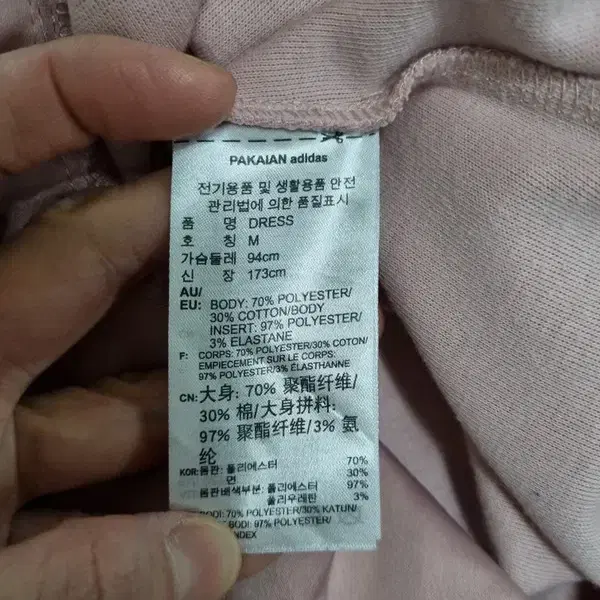 PAKAIAN adidas
전기용품 및 생활용품 안전
관리법에 의한 품질표시
품 명 DRESS
호 칭 M
가슴둘레 94cm
신 장 173cm
AU/
EU: BODY: 70% POLYESTER/
30% COTTON/BODY
INSERT: 97% POLYESTER/
3% ELASTANE
F: CORPS: 70% POLYESTER/30% COTON/
EMPIECEMENT SUR LE CORPS:
97% POLYESTER/3% ÉLASTHANNE
CN: 大身: 70% 聚酯纤维/
30% 棉/大身拼料:
97% 聚酯纤维/3% 氨
纶
KOR: 몸판: 폴리에스터 70%
면 30%
몸판배색부분: 폴리에스터 97%
폴리우레탄 3%
BODI: 70% POLYESTER/30% KATUN/
BODI: 97% POLYESTER/
NDEX